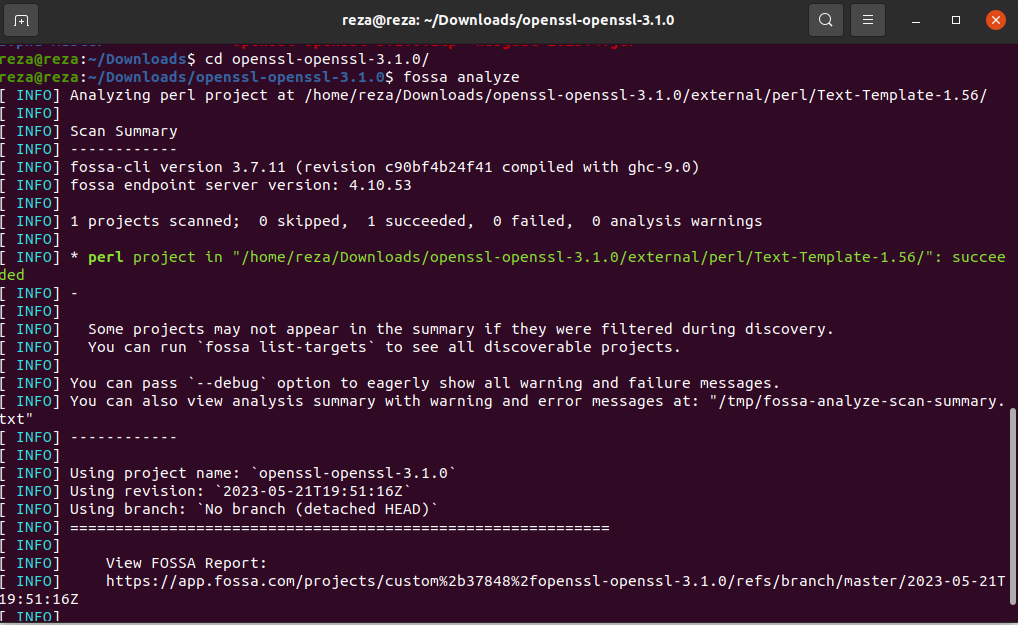 reza@reza: ~/Downloads/openssl-openssl-3.1.0
reza@reza:~/Downloads$ cd openssl-openssl-3.1.0/
reza@reza:~/Downloads/openssl-openssl-3.1.0$ fossa analyze
[ INFO] Analyzing perl project at /home/reza/Downloads/openssl-openssl-3.1.0/external/perl/Text-Template-1.56/
[ INFO]
[ INFO] Scan Summary
[ INFO] ------------
[ INFO] fossa-cli version 3.7.11 (revision c90bf4b24f41 compiled with ghc-9.0)
[ INFO] fossa endpoint server version: 4.10.53
[ INFO]
[ INFO] 1 projects scanned;  0 skipped,  1 succeeded,  0 failed,  0 analysis warnings
[ INFO]
[ INFO] * perl project in "/home/reza/Downloads/openssl-openssl-3.1.0/external/perl/Text-Template-1.56/": succee
ded
[ INFO] -
[ INFO]
[ INFO]   Some projects may not appear in the summary if they were filtered during discovery.
[ INFO]   You can run `fossa list-targets` to see all discoverable projects.
[ INFO]
[ INFO] You can pass `--debug` option to eagerly show all warning and failure messages.
[ INFO] You can also view analysis summary with warning and error messages at: "/tmp/fossa-analyze-scan-summary.
txt"
[ INFO] ------------
[ INFO]
[ INFO] Using project name: `openssl-openssl-3.1.0`
[ INFO] Using revision: `2023-05-21T19:51:16Z`
[ INFO] Using branch: `No branch (detached HEAD)`
[ INFO] ============================================================
[ INFO]
[ INFO]     View FOSSA Report:
[ INFO]     https://app.fossa.com/projects/custom%2b37848%2fopenssl-openssl-3.1.0/refs/branch/master/2023-05-21T
19:51:16Z
[ INFO]